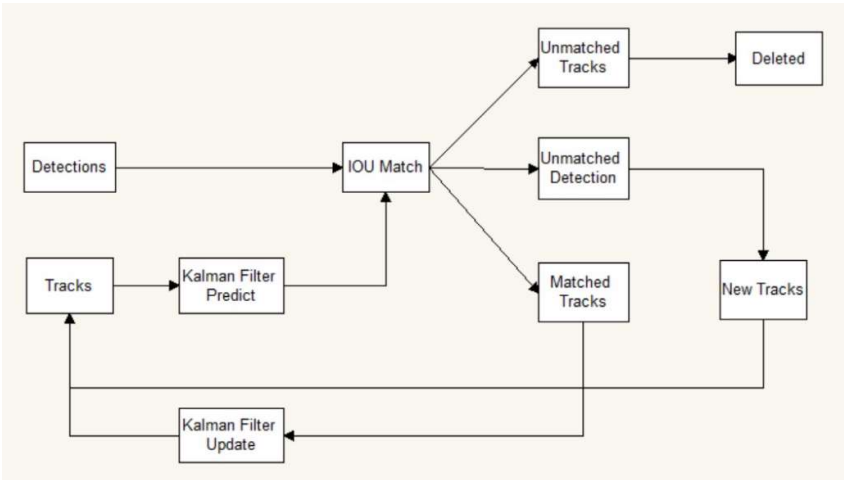 Unmatched
Tracks
Deleted
Detections
IOU Match
Unmatched
Detection
Tracks
Kalman Filter
Predict
Matched
Tracks
New Tracks
Kalman Filter
Update